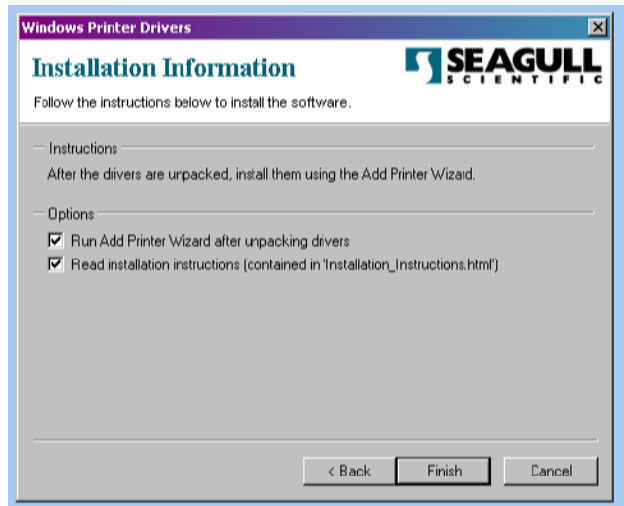 Windows Printer Drivers
Installation Information
SEAGULL
SCIENTIFIC
Follow the instructions below to install the software.
Instructions
After the drivers are unpacked, install them using the Add Printer Wizard.
Options
Run Add Printer Wizard after unpacking drivers
Read installation instructions (contained in 'Installation_Instructions.html')
< Back
Finish
Cancel